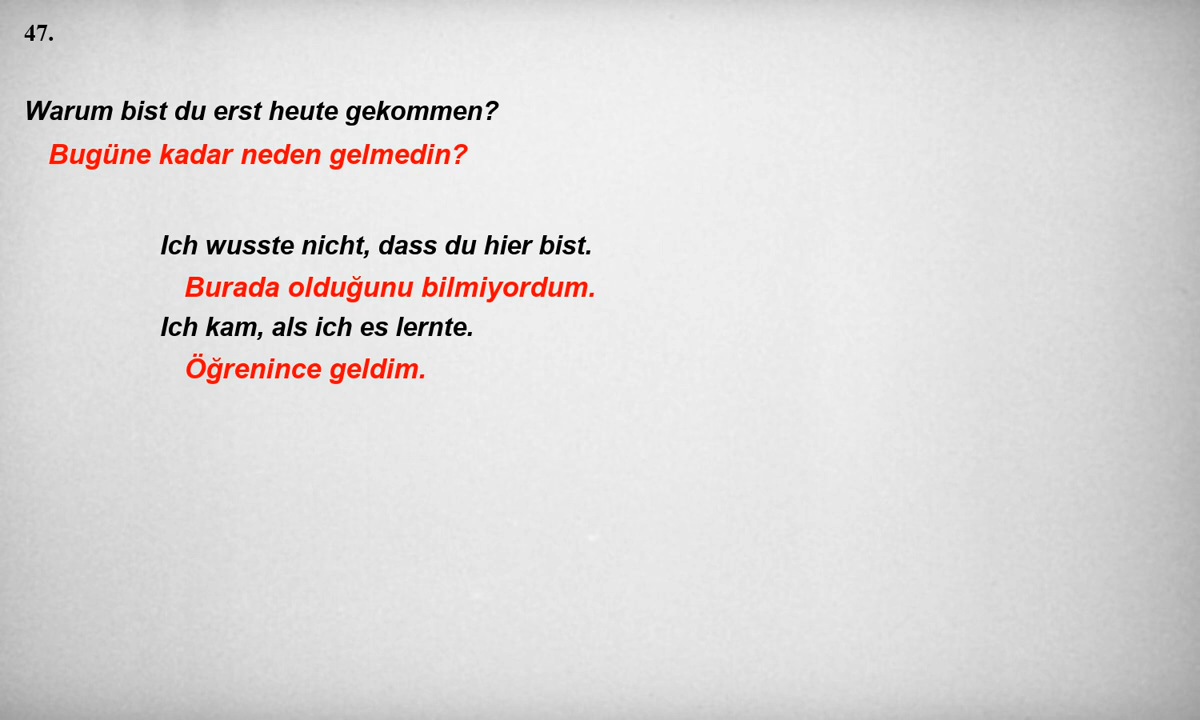 47.
Warum bist du erst heute gekommen?
Bugüne kadar neden gelmedin?
Ich wusste nicht, dass du hier bist.
Burada olduğunu bilmiyordum.
Ich kam, als ich es lernte.
Öğrenince geldim.